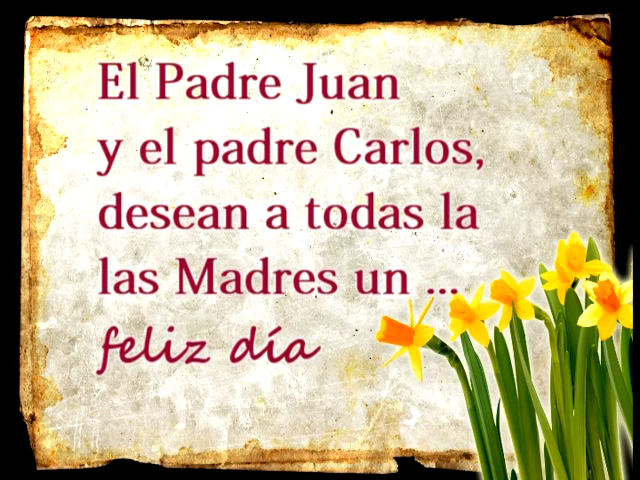 El Padre Juan
y el padre Carlos,
desean a todas la
las Madres un ...
feliz día